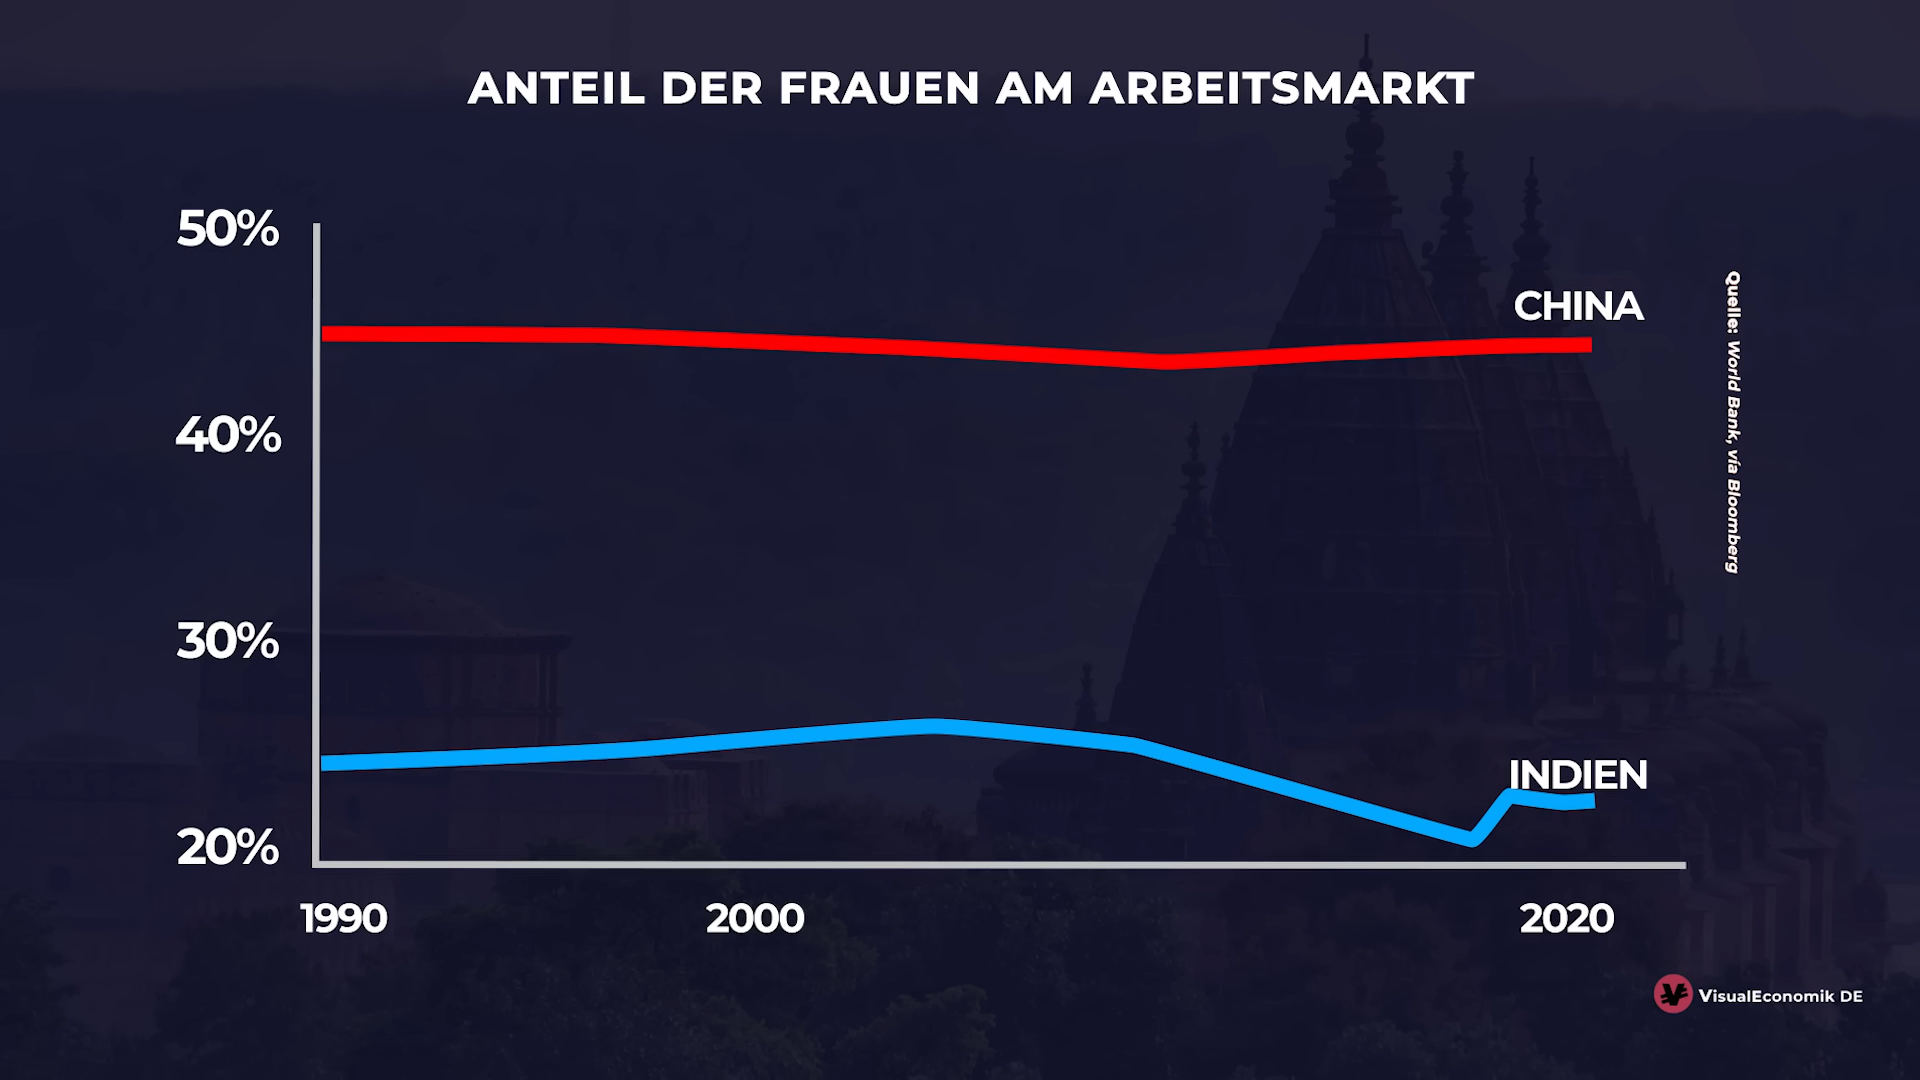 ANTEIL DER FRAUEN AM ARBEITSMARKT
50%
40%
30%
20%
CHINA
INDIEN
1990
2000
2020
Quelle: World Bank, vía Bloomberg
VisualEconomik DE